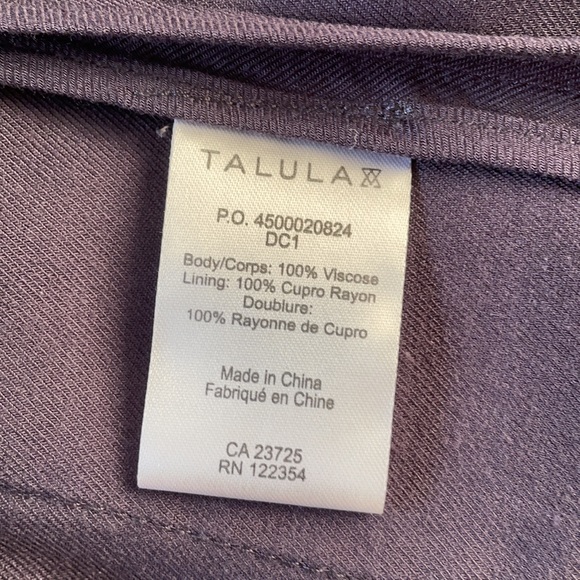 TALULA
P.O. 4500020824
DC1
Body/Corps: 100% Viscose
Lining: 100% Cupro Rayon
Doublure:
100% Rayonne de Cupro
Made in China
Fabriqué en Chine
CA 23725
RN 122354